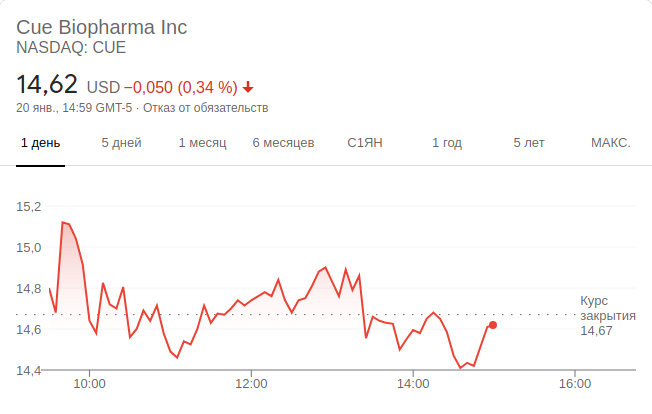 Cue Biopharma Inc
NASDAQ: CUE
14,62 USD −0,050 (0,34 %)
20 янв., 14:59 GMT-5 · Отказ от обязательств
1 день 5 дней 1 месяц 6 месяцев С1ЯН 1 год 5 лет МАКС.
15,2
15,0
14,8
Курс
закрытия
14,67
14,6
14,4
10:00 12:00 14:00 16:00